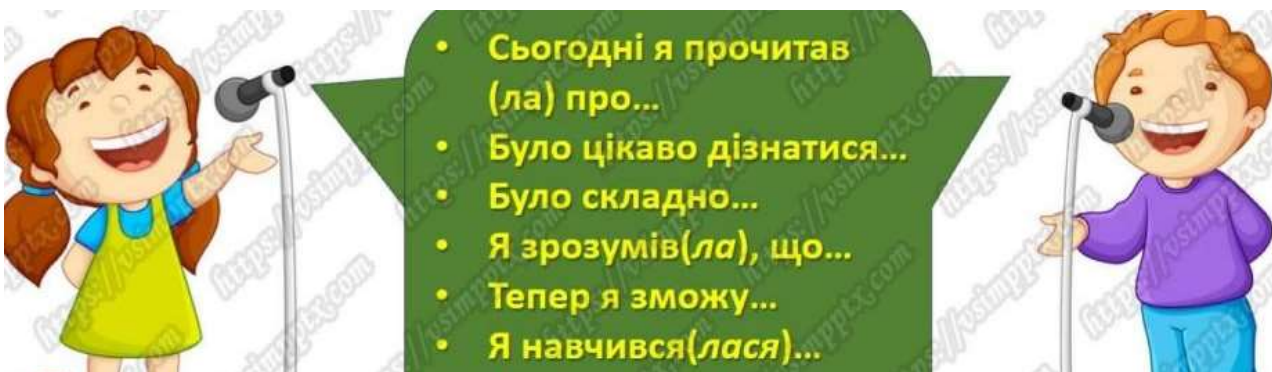 • Сьогодні я прочитав
(ла) про...
• Було цікаво дізнатися...
• Було складно...
• Я зрозумів(ла), що...
• Тепер я зможу...
• Я навчився(лася)...